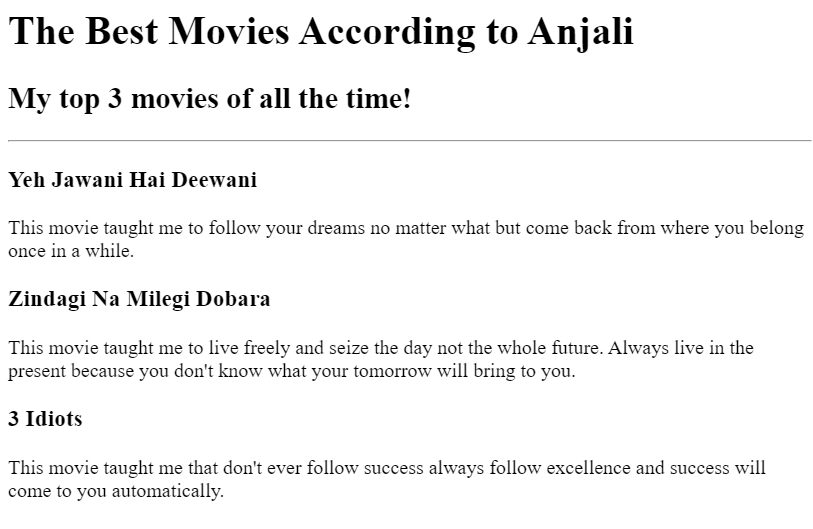 The Best Movies According to Anjali
My top 3 movies of all the time!
Yeh Jawani Hai Deewani
This movie taught me to follow your dreams no matter what but come back from where you belong
once in a while.
Zindagi Na Milegi Dobara
This movie taught me to live freely and seize the day not the whole future. Always live in the
present because you don't know what your tomorrow will bring to you.
3 Idiots
This movie taught me that don't ever follow success always follow excellence and success will
come to you automatically.